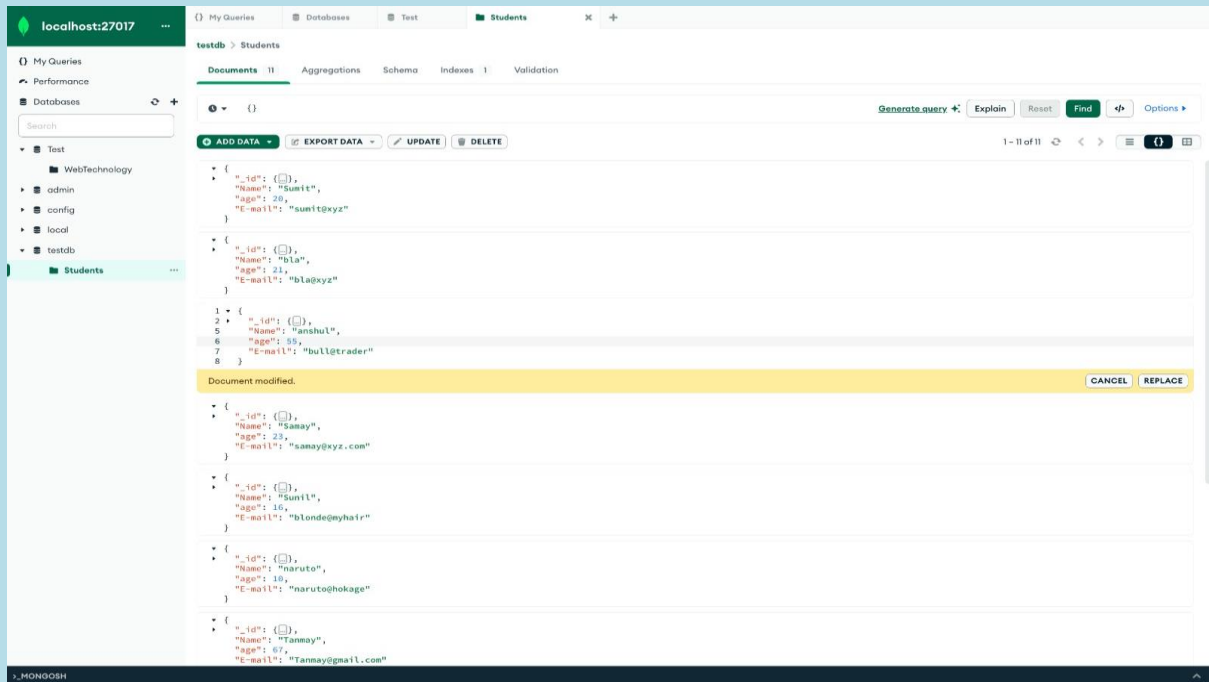 localhost:27017 ...
{} My Queries
Performance
Databases
Search
Test
WebTechnology
admin
config
local
testdb
Students ...
{} My Queries Databases Test Students × +
testdb > Students
Documents 11 Aggregations Schema Indexes 1 Validation
{} Generate query Explain Reset Find </> Options
ADD DATA EXPORT DATA UPDATE DELETE 1 – 11 of 11 {}
{
"_id": {…},
"Name": "Sumit",
"age": 20,
"E-mail": "sumit@xyz"
}
{
"_id": {…},
"Name": "bla",
"age": 21,
"E-mail": "bla@xyz"
}
1 {
2 "_id": {…},
5 "Name": "anshul",
6 "age": 55,
7 "E-mail": "bull@trader"
8 }
Document modified. CANCEL REPLACE
{
"_id": {…},
"Name": "Samay",
"age": 23,
"E-mail": "samay@xyz.com"
}
{
"_id": {…},
"Name": "Sunil",
"age": 16,
"E-mail": "blonde@myhair"
}
{
"_id": {…},
"Name": "naruto",
"age": 10,
"E-mail": "naruto@hokage"
}
{
"_id": {…},
"Name": "Tanmay",
"age": 67,
"E-mail": "Tanmay@gmail.com"
>_MONGOSH